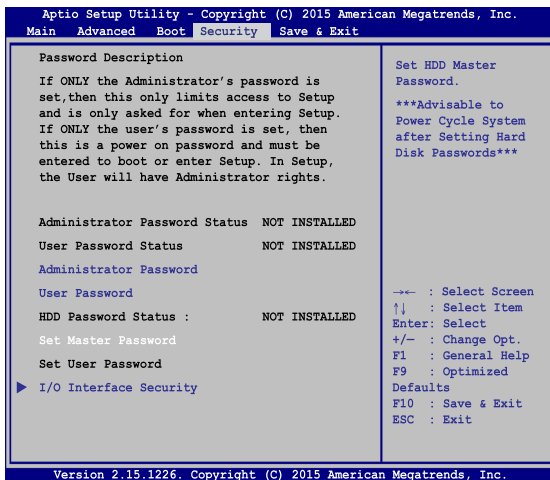 Aptio Setup Utility - Copyright (C) 2015 American Megatrends, Inc.
Main Advanced Boot Security Save & Exit
Password Description
If ONLY the Administrator's password is
set,then this only limits access to Setup
and is only asked for when entering Setup.
If ONLY the user's password is set, then
this is a power on password and must be
entered to boot or enter Setup. In Setup,
the User will have Administrator rights.
Administrator Password Status NOT INSTALLED
User Password Status NOT INSTALLED
Administrator Password
User Password
HDD Password Status : NOT INSTALLED
Set Master Password
Set User Password
I/O Interface Security
Set HDD Master
Password.
***Advisable to
Power Cycle System
after Setting Hard
Disk Passwords***
→← : Select Screen
↑↓ : Select Item
Enter: Select
+/- : Change Opt.
F1 : General Help
F9 : Optimized
Defaults
F10 : Save & Exit
ESC : Exit
Version 2.15.1226. Copyright (C) 2015 American Megatrends, Inc.